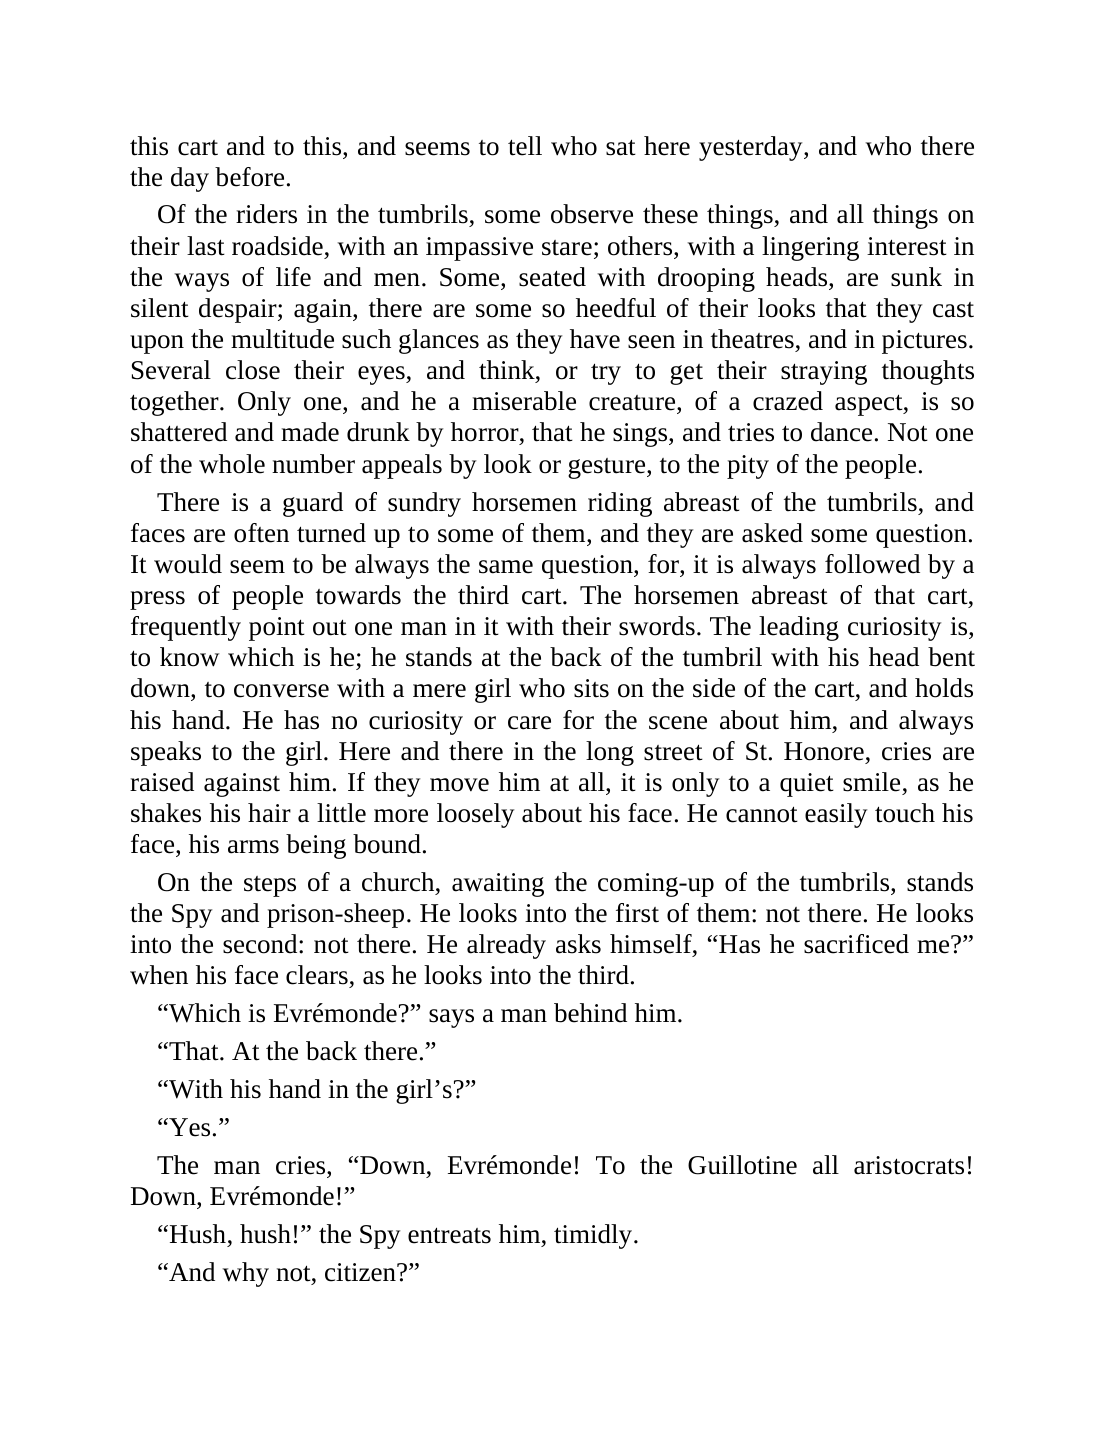 this cart and to this, and seems to tell who sat here yesterday, and who there
the day before.
Of the riders in the tumbrils, some observe these things, and all things on
their last roadside, with an impassive stare; others, with a lingering interest in
the ways of life and men. Some, seated with drooping heads, are sunk in
silent despair; again, there are some so heedful of their looks that they cast
upon the multitude such glances as they have seen in theatres, and in pictures.
Several close their eyes, and think, or try to get their straying thoughts
together. Only one, and he a miserable creature, of a crazed aspect, is so
shattered and made drunk by horror, that he sings, and tries to dance. Not one
of the whole number appeals by look or gesture, to the pity of the people.
There is a guard of sundry horsemen riding abreast of the tumbrils, and
faces are often turned up to some of them, and they are asked some question.
It would seem to be always the same question, for, it is always followed by a
press of people towards the third cart. The horsemen abreast of that cart,
frequently point out one man in it with their swords. The leading curiosity is,
to know which is he; he stands at the back of the tumbril with his head bent
down, to converse with a mere girl who sits on the side of the cart, and holds
his hand. He has no curiosity or care for the scene about him, and always
speaks to the girl. Here and there in the long street of St. Honore, cries are
raised against him. If they move him at all, it is only to a quiet smile, as he
shakes his hair a little more loosely about his face. He cannot easily touch his
face, his arms being bound.
On the steps of a church, awaiting the coming-up of the tumbrils, stands
the Spy and prison-sheep. He looks into the first of them: not there. He looks
into the second: not there. He already asks himself, “Has he sacrificed me?”
when his face clears, as he looks into the third.
“Which is Evrémonde?” says a man behind him.
“That. At the back there.”
“With his hand in the girl’s?”
“Yes.”
The man cries, “Down, Evrémonde! To the Guillotine all aristocrats!
Down, Evrémonde!”
“Hush, hush!” the Spy entreats him, timidly.
“And why not, citizen?”